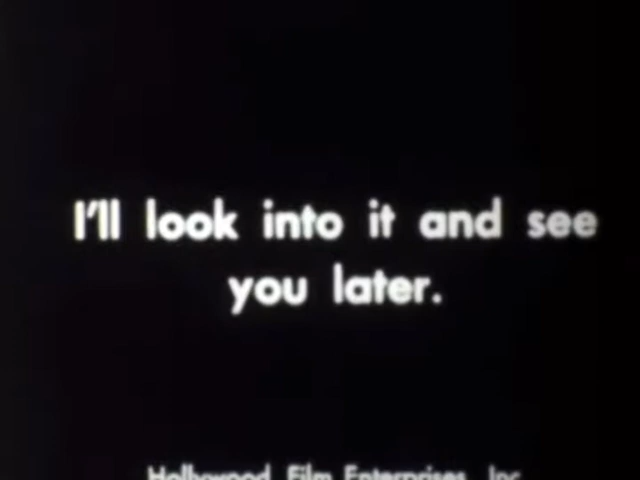 I'll look into it and see
you later.
Hollywood Film Enterprises, Inc.